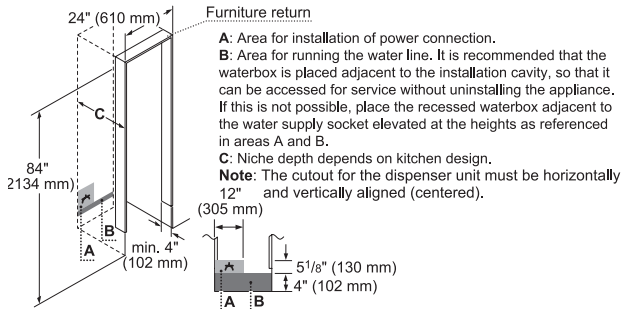 24" (610 mm)
Furniture return
A: Area for installation of power connection.
B: Area for running the water line. It is recommended that the
waterbox is placed adjacent to the installation cavity, so that it
can be accessed for service without uninstalling the appliance.
If this is not possible, place the recessed waterbox adjacent to
the water supply socket elevated at the heights as referenced
in areas A and B.
C: Niche depth depends on kitchen design.
Note: The cutout for the dispenser unit must be horizontally
and vertically aligned (centered).
C
84"
2134 mm)
A
B
min. 4"
(102 mm)
12"
(305 mm)
5 1/8" (130 mm)
4" (102 mm)
A
B